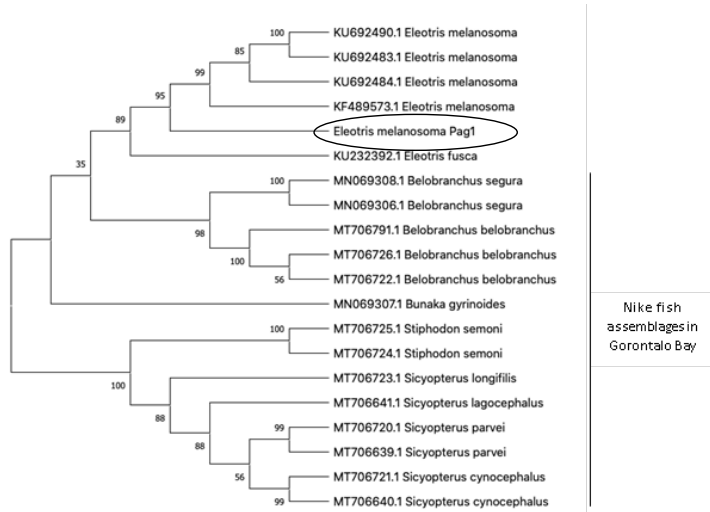 100
KU692490.1 Eleotris melanosoma
85
KU692483.1 Eleotris melanosoma
99
KU692484.1 Eleotris melanosoma
95
KF489573.1 Eleotris melanosoma
89
Eleotris melanosoma Pag1
35
KU232392.1 Eleotris fusca
100
MN069308.1 Belobranchus segura
MN069306.1 Belobranchus segura
98
MT706791.1 Belobranchus belobranchus
100
MT706726.1 Belobranchus belobranchus
56
MT706722.1 Belobranchus belobranchus
MN069307.1 Bunaka gyrinoides
100
MT706725.1 Stiphodon semoni
MT706724.1 Stiphodon semoni
100
MT706723.1 Sicyopterus longifilis
88
MT706641.1 Sicyopterus lagocephalus
88
99
MT706720.1 Sicyopterus parvei
MT706639.1 Sicyopterus parvei
56
MT706721.1 Sicyopterus cynocephalus
99
MT706640.1 Sicyopterus cynocephalus
Nike fish
assemblages in
Gorontalo Bay